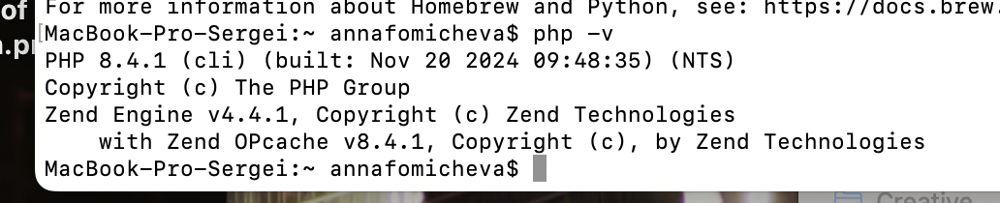 of
For more information about Homebrew and Python, see: https://docs.brew.
[MacBook-Pro-Sergei:~ annafomicheva$ php -v
PHP 8.4.1 (cli) (built: Nov 20 2024 09:48:35) (NTS)
Copyright (c) The PHP Group
Zend Engine v4.4.1, Copyright (c) Zend Technologies
    with Zend OPcache v8.4.1, Copyright (c), by Zend Technologies
MacBook-Pro-Sergei:~ annafomicheva$
Creative